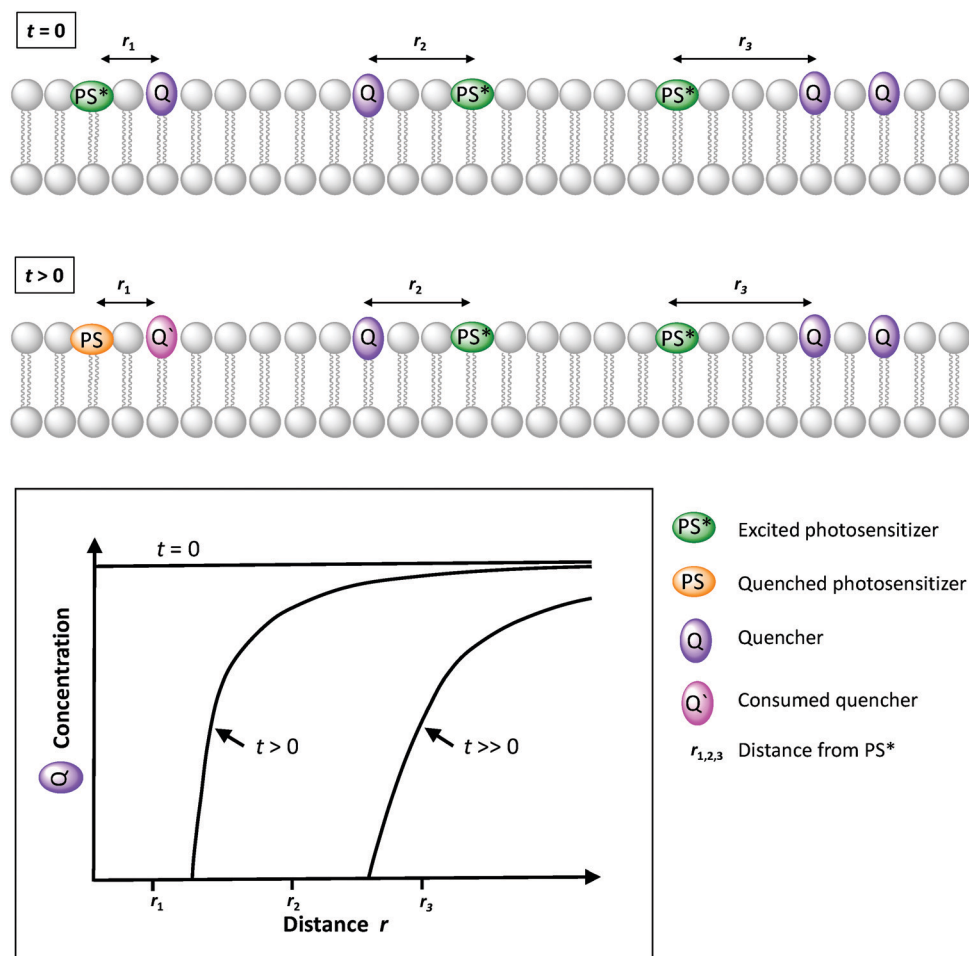 t = 0
r1 r2 r3
PS* Q Q PS* PS* Q Q
t > 0
r1 r2 r3
PS Q` Q PS* PS* Q Q
t = 0
t > 0
t >> 0
Q Concentration
r1 r2 r3
Distance r
PS* Excited photosensitizer
PS Quenched photosensitizer
Q Quencher
Q` Consumed quencher
r1,2,3 Distance from PS*